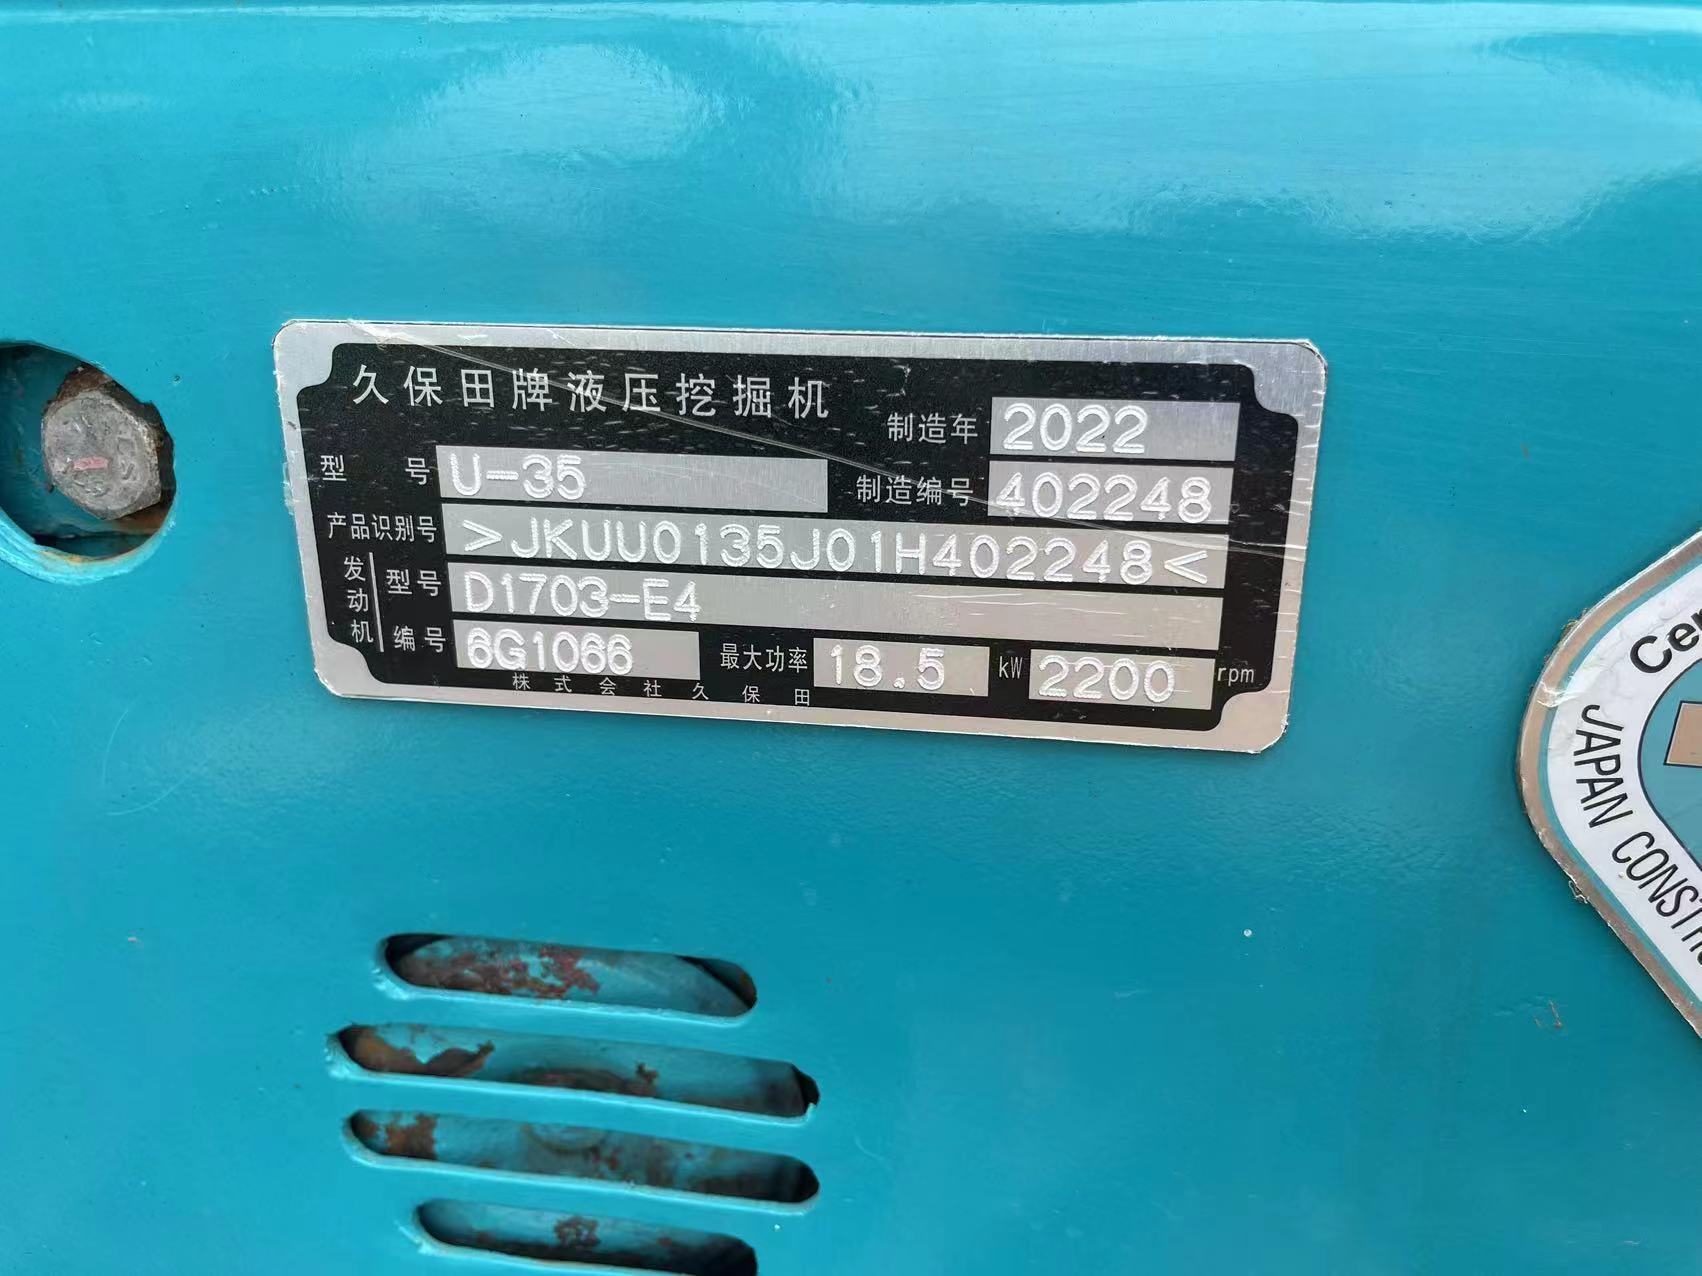 久保田牌液压挖掘机
制造年 2022
型 号 U-35
制造编号 402248
产品识别号 >JKUU0135J01H402248<
发动机
型号 D1703-E4
编号 6G1066
最大功率 18.5 kW 2200 rpm
株式会社久保田
JAPAN